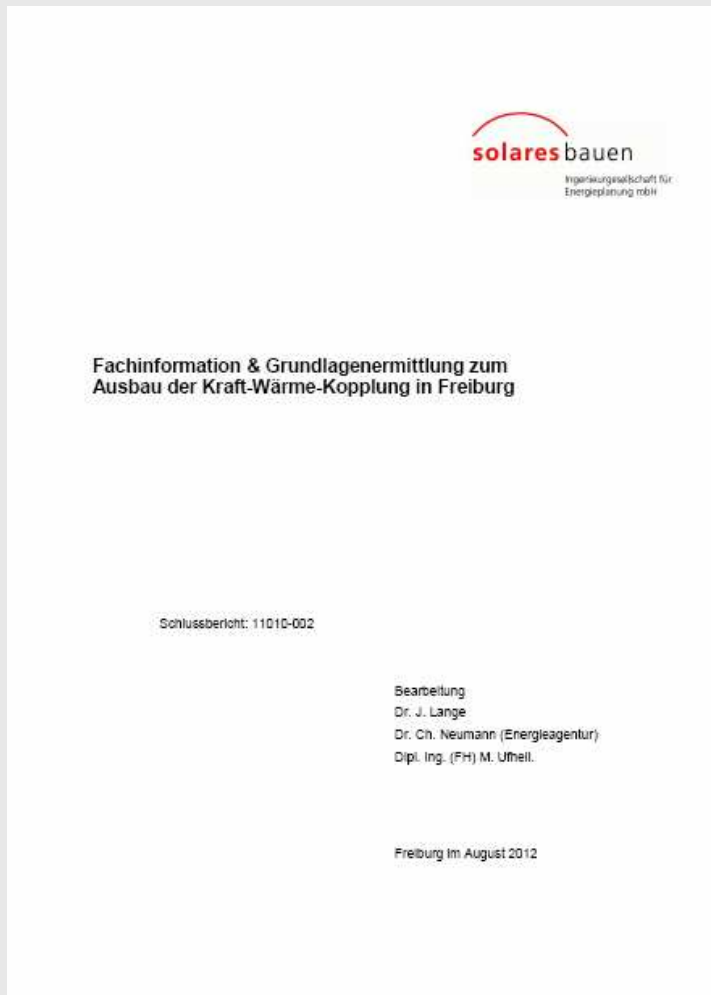 solares bauen
Ingenieurgesellschaft für
Energieplanung mbH
Fachinformation & Grundlagenermittlung zum
Ausbau der Kraft-Wärme-Kopplung in Freiburg
Schlussbericht: 11010-002
Bearbeitung
Dr. J. Lange
Dr. Ch. Neumann (Energieagentur)
Dipl. Ing. (FH) M. Ufheil.
Freiburg im August 2012